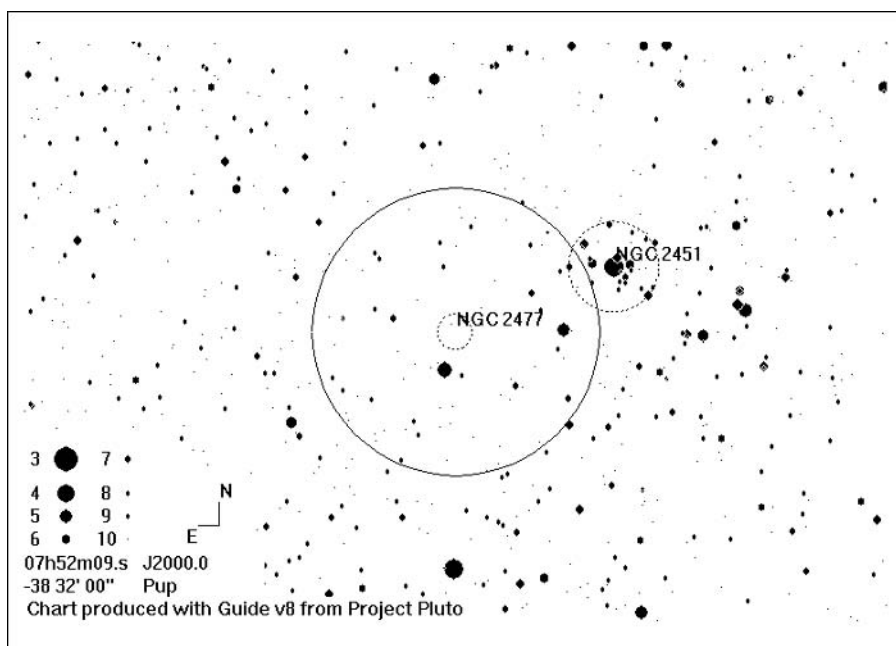 NGC 2451
NGC 2477
3 7
4 8
5 9
6 10
N
E
07h52m09.s J2000.0
-38 32' 00" Pup
Chart produced with Guide v8 from Project Pluto